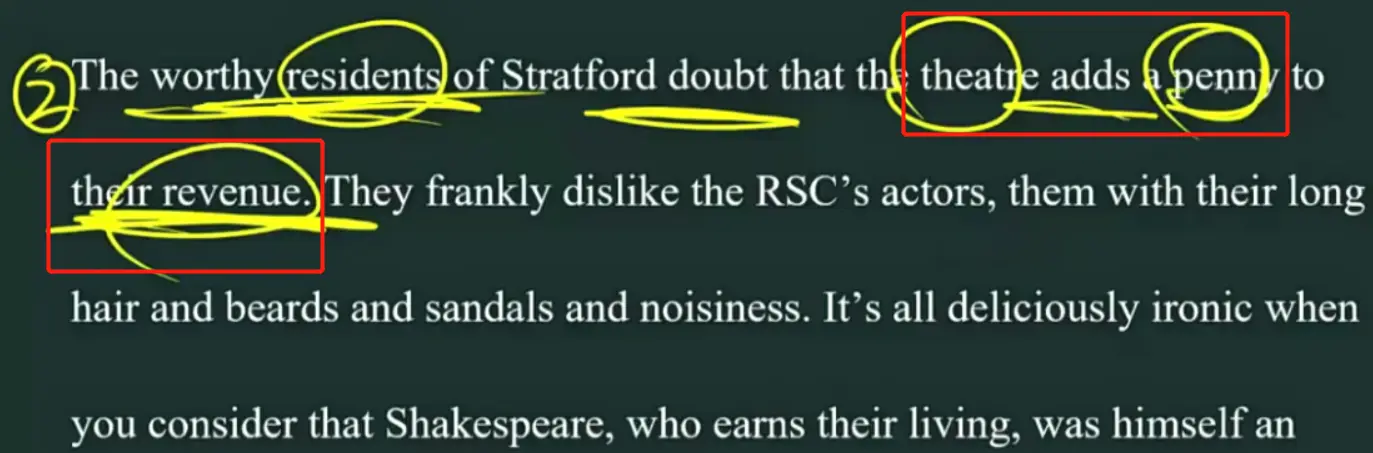 ② The worthy residents of Stratford doubt that the theatre adds a penny to
their revenue. They frankly dislike the RSC’s actors, them with their long
hair and beards and sandals and noisiness. It’s all deliciously ironic when
you consider that Shakespeare, who earns their living, was himself an